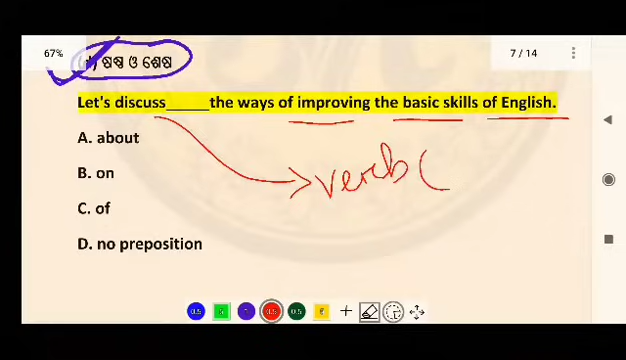 67%
ଷଷ ଓ ଶେଷ
7 / 14
Let's discuss_____the ways of improving the basic skills of English.
A. about
B. on
C. of
D. no preposition
verb (